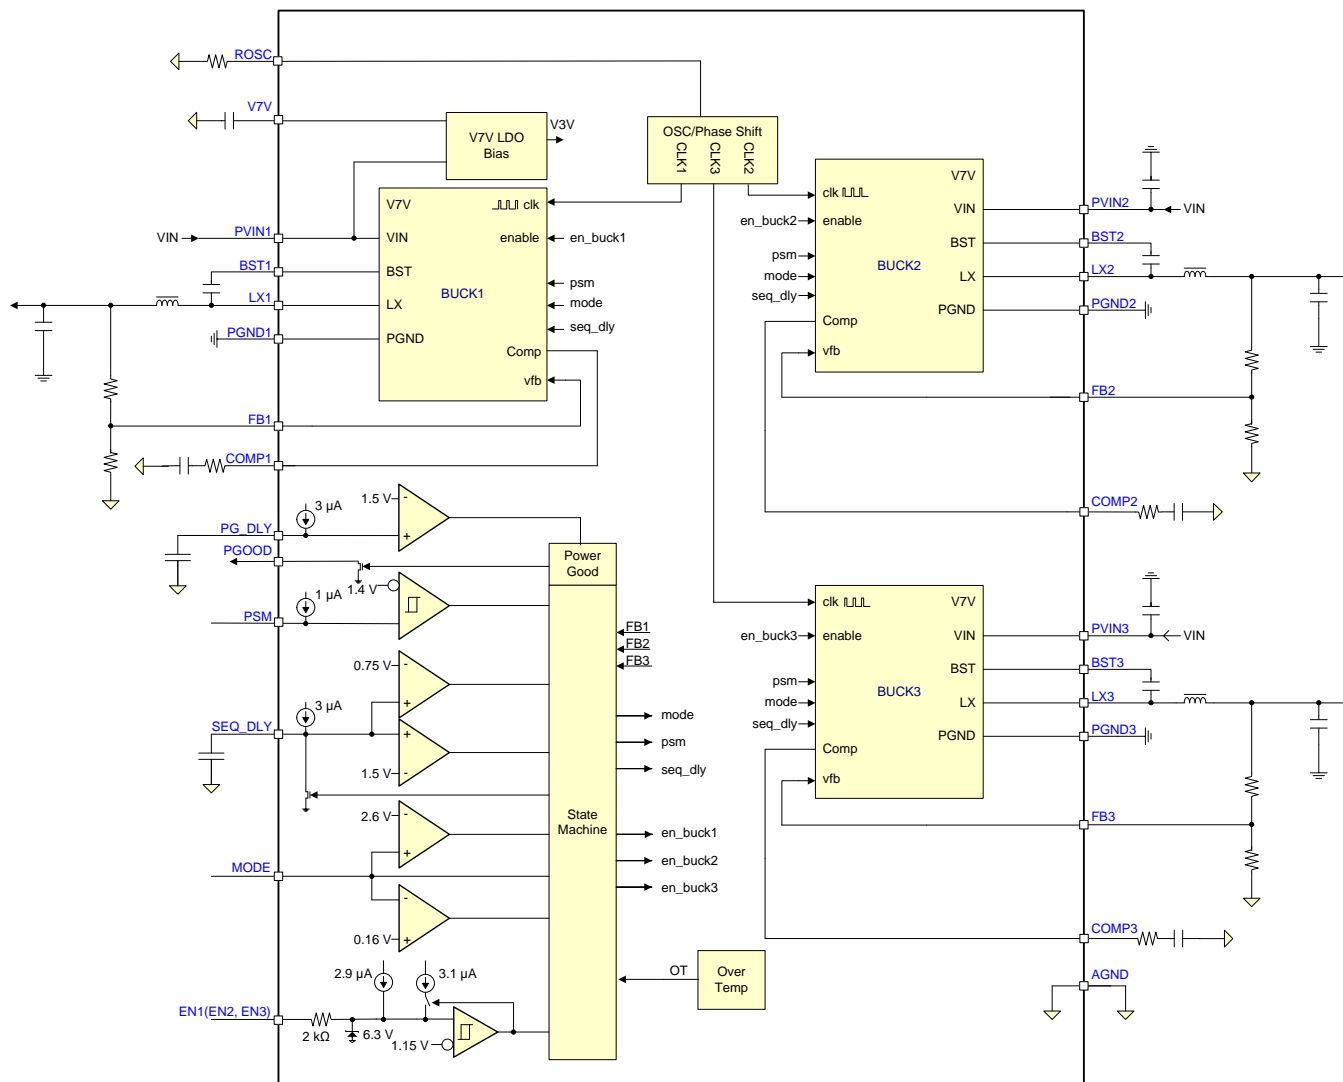 ROSC
V7V
V7V LDO
Bias
V3V
OSC/Phase Shift
CLK1
CLK3
CLK2
V7V
clk
VIN
PVIN1
VIN
enable
en_buck1
BST1
BST
BUCK1
psm
LX1
LX
mode
PGND1
PGND
seq_dly
Comp
vfb
FB1
COMP1
V7V
clk
VIN
PVIN2
VIN
en_buck2
enable
BST
BST2
psm
BUCK2
mode
LX
LX2
seq_dly
PGND
PGND2
Comp
vfb
FB2
COMP2
1.5 V
-
+
3 µA
PG_DLY
PGOOD
Power
Good
1.4 V
1 µA
PSM
FB1
FB2
FB3
0.75 V
-
+
3 µA
SEQ_DLY
+
-
1.5 V
mode
psm
seq_dly
State
Machine
2.6 V
-
+
MODE
-
+
0.16 V
en_buck1
en_buck2
en_buck3
2.9 µA
3.1 µA
OT
Over
Temp
EN1(EN2, EN3)
2 kΩ
6.3 V
1.15 V
clk
V7V
en_buck3
enable
VIN
PVIN3
VIN
BST
BST3
psm
BUCK3
mode
LX
LX3
seq_dly
PGND
PGND3
Comp
vfb
FB3
COMP3
AGND